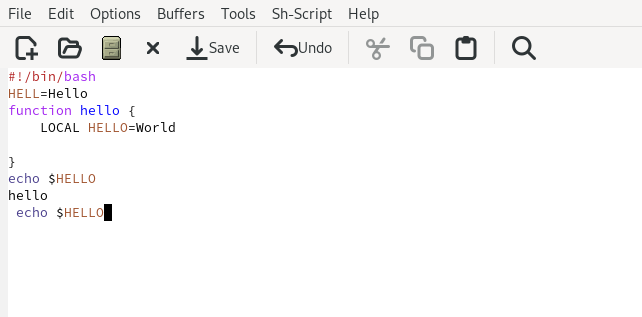 File Edit Options Buffers Tools Sh-Script Help
Save Undo
#!/bin/bash
HELL=Hello
function hello {
    LOCAL HELLO=World

}
echo $HELLO
hello
 echo $HELLO